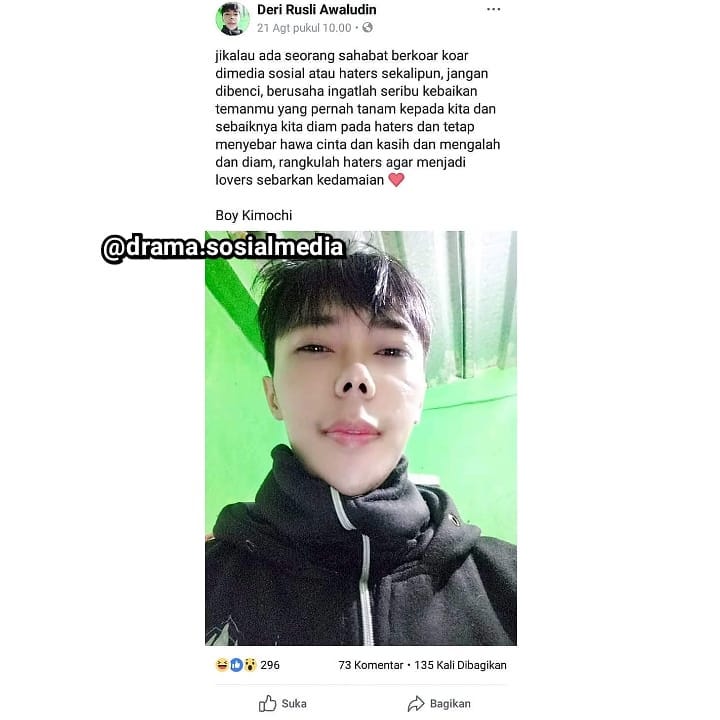 Deri Rusli Awaludin
21 Agt pukul 10.00 •
jikalau ada seorang sahabat berkoar koar
dimedia sosial atau haters sekalipun, jangan
dibenci, berusaha ingatlah seribu kebaikan
temanmu yang pernah tanam kepada kita dan
sebaiknya kita diam pada haters dan tetap
menyebar hawa cinta dan kasih dan mengalah
dan diam, rangkulah haters agar menjadi
lovers sebarkan kedamaian ❤️
Boy Kimochi
@drama.sosialmedia
296 73 Komentar • 135 Kali Dibagikan
Suka Bagikan